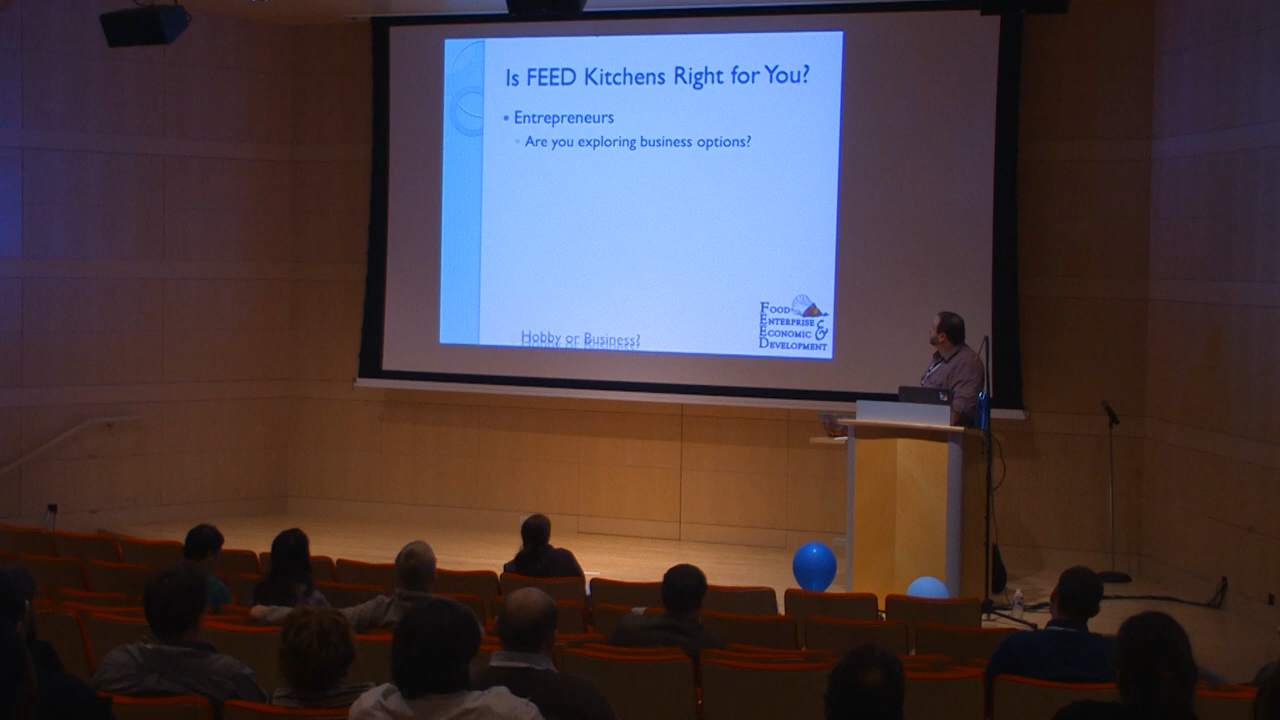 Is FEED Kitchens Right for You?
• Entrepreneurs
◦ Are you exploring business options?
Hobby or Business?
FOOD
ENTERPRISE &
ECONOMIC
DEVELOPMENT